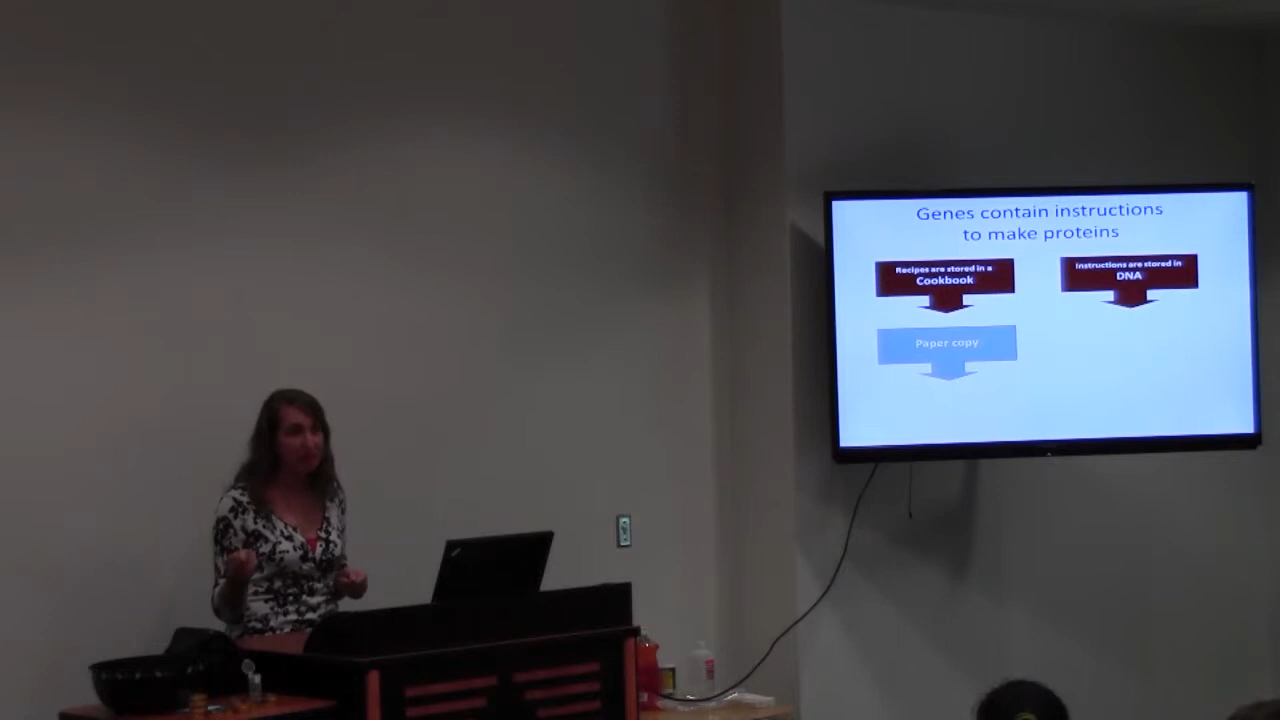 Genes contain instructions
to make proteins
Recipes are stored in a
Cookbook
Instructions are stored in
DNA
Paper copy